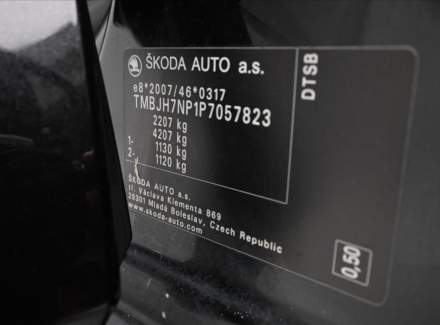 ŠKODA AUTO a.s.
e8*2007/46*0317
TMBJH7NP1P7057823
2207 kg
4207 kg
1- 1130 kg
2- 1120 kg
DTSB
ŠKODA AUTO a.s.
tř. Václava Klementa 869
29301 Mladá Boleslav, Czech Republic
www.skoda-auto.com
0,50